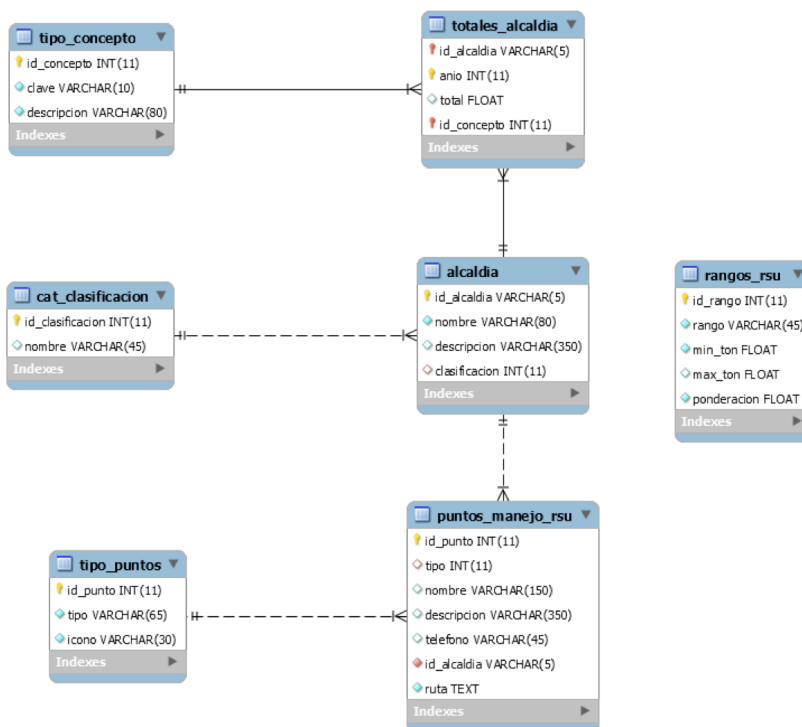 tipo_concepto
id_concepto INT(11)
clave VARCHAR(10)
descripcion VARCHAR(80)
Indexes
totales_alcaldia
id_alcaldia VARCHAR(5)
anio INT(11)
total FLOAT
id_concepto INT(11)
Indexes
cat_clasificacion
id_clasificacion INT(11)
nombre VARCHAR(45)
Indexes
alcaldia
id_alcaldia VARCHAR(5)
nombre VARCHAR(80)
descripcion VARCHAR(350)
clasificacion INT(11)
Indexes
rangos_rsu
id_rango INT(11)
rango VARCHAR(45)
min_ton FLOAT
max_ton FLOAT
ponderacion FLOAT
Indexes
tipo_puntos
id_punto INT(11)
tipo VARCHAR(65)
icono VARCHAR(30)
Indexes
puntos_manejo_rsu
id_punto INT(11)
tipo INT(11)
nombre VARCHAR(150)
descripcion VARCHAR(350)
telefono VARCHAR(45)
id_alcaldia VARCHAR(5)
ruta TEXT
Indexes